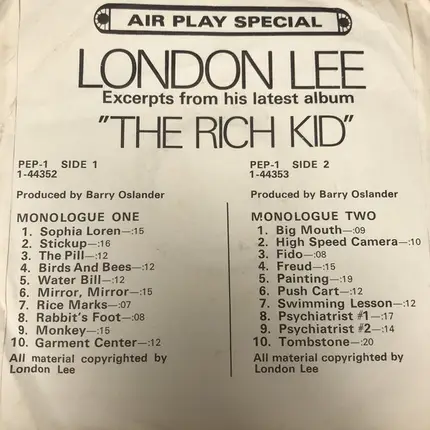 AIR PLAY SPECIAL
LONDON LEE
Excerpts from his latest album
"THE RICH KID"
PEP-1 SIDE 1
1-44352
Produced by Barry Oslander
MONOLOGUE ONE
1. Sophia Loren—:15
2. Stickup—:16
3. The Pill—:12
4. Birds And Bees—:12
5. Water Bill—:12
6. Mirror, Mirror—:15
7. Rice Marks—:07
8. Rabbit's Foot—:08
9. Monkey—:15
10. Garment Center—:12
All material copyrighted by
London Lee
PEP-1 SIDE 2
1-44353
Produced by Barry Oslander
MONOLOGUE TWO
1. Big Mouth—:09
2. High Speed Camera—:10
3. Fido—:08
4. Freud—:15
5. Painting—:19
6. Push Cart—:12
7. Swimming Lesson—:12
8. Psychiatrist #1—:17
9. Psychiatrist #2—:14
10. Tombstone—:20
All material copyrighted by
London Lee